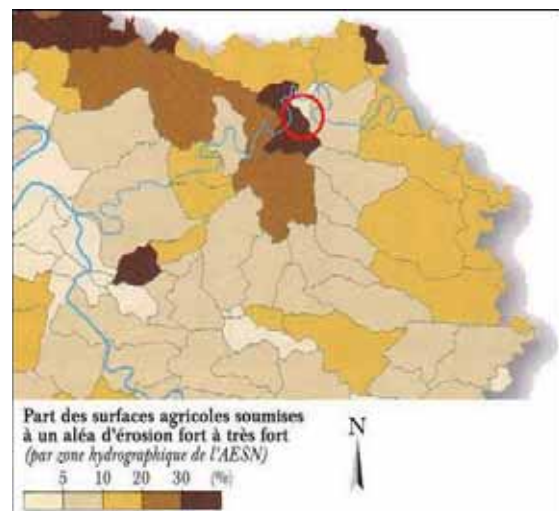 Part des surfaces agricoles soumises
à un aléa d'érosion fort à très fort
(par zone hydrographique de l'AESN)
5 10 20 30 (%)
N